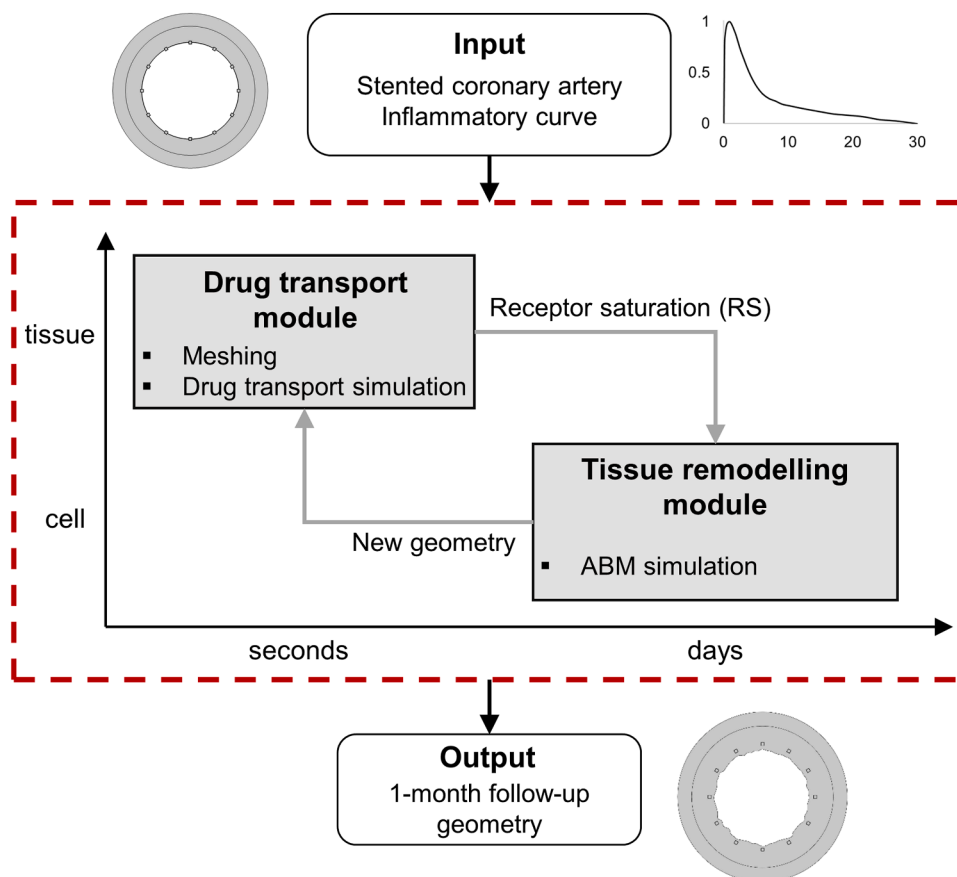 Input
Stented coronary artery
Inflammatory curve
1
0.5
0
0 10 20 30
Drug transport
module
▪ Meshing
▪ Drug transport simulation
Receptor saturation (RS)
tissue
Tissue remodelling
module
▪ ABM simulation
cell
New geometry
seconds days
Output
1-month follow-up
geometry